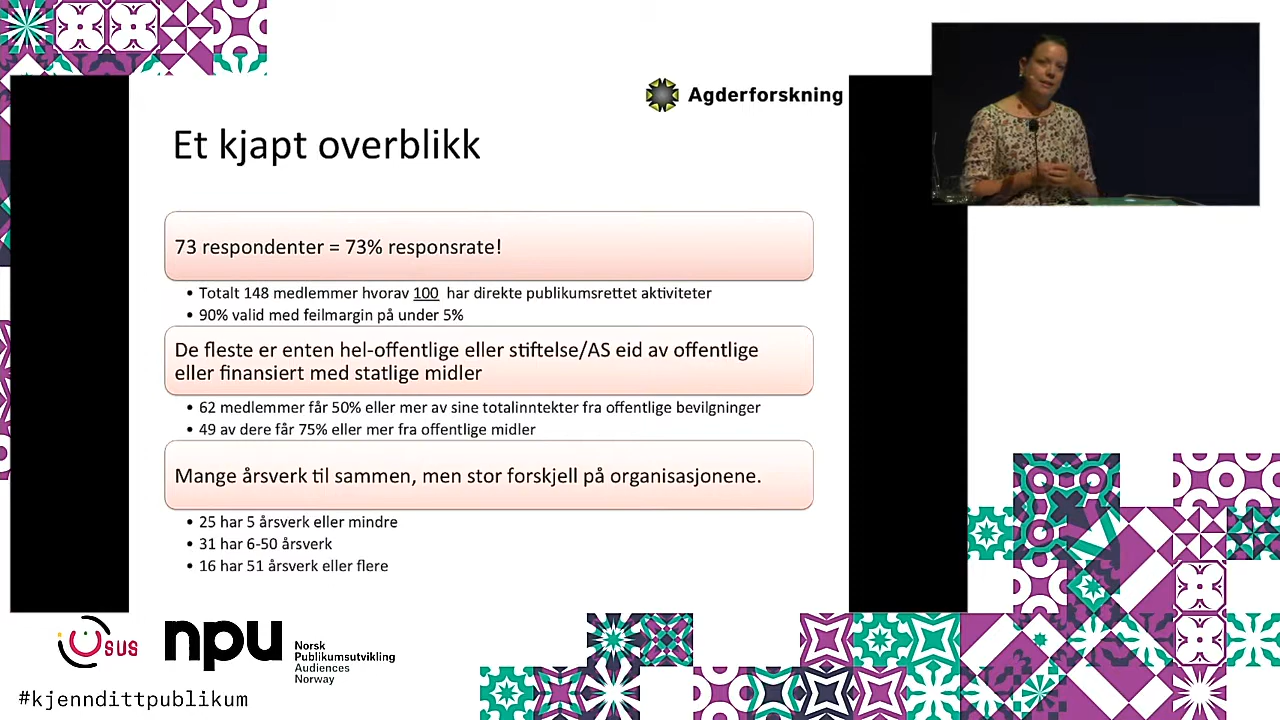 Agderforskning
Et kjapt overblikk
73 respondenter = 73% responsrate!
• Totalt 148 medlemmer hvorav 100 har direkte publikumsrettet aktiviteter
• 90% valid med feilmargin på under 5%
De fleste er enten hel-offentlige eller stiftelse/AS eid av offentlige
eller finansiert med statlige midler
• 62 medlemmer får 50% eller mer av sine totalinntekter fra offentlige bevilgninger
• 49 av dere får 75% eller mer fra offentlige midler
Mange årsverk til sammen, men stor forskjell på organisasjonene.
• 25 har 5 årsverk eller mindre
• 31 har 6-50 årsverk
• 16 har 51 årsverk eller flere
usus
npu
Norsk
Publikumsutvikling
Audiences
Norway
#kjenndittpublikum